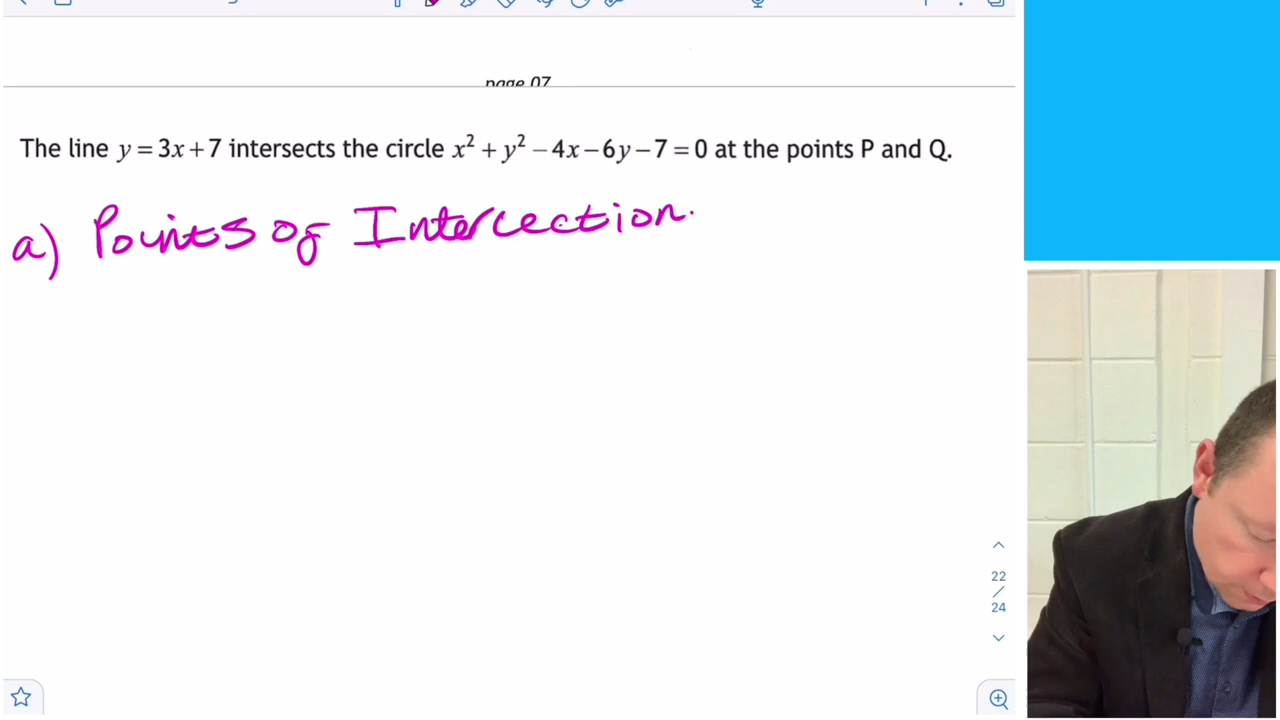 page 07
The line y = 3x + 7 intersects the circle x² + y² − 4x − 6y − 7 = 0 at the points P and Q.
a) Points of Intercection.
22
/
24